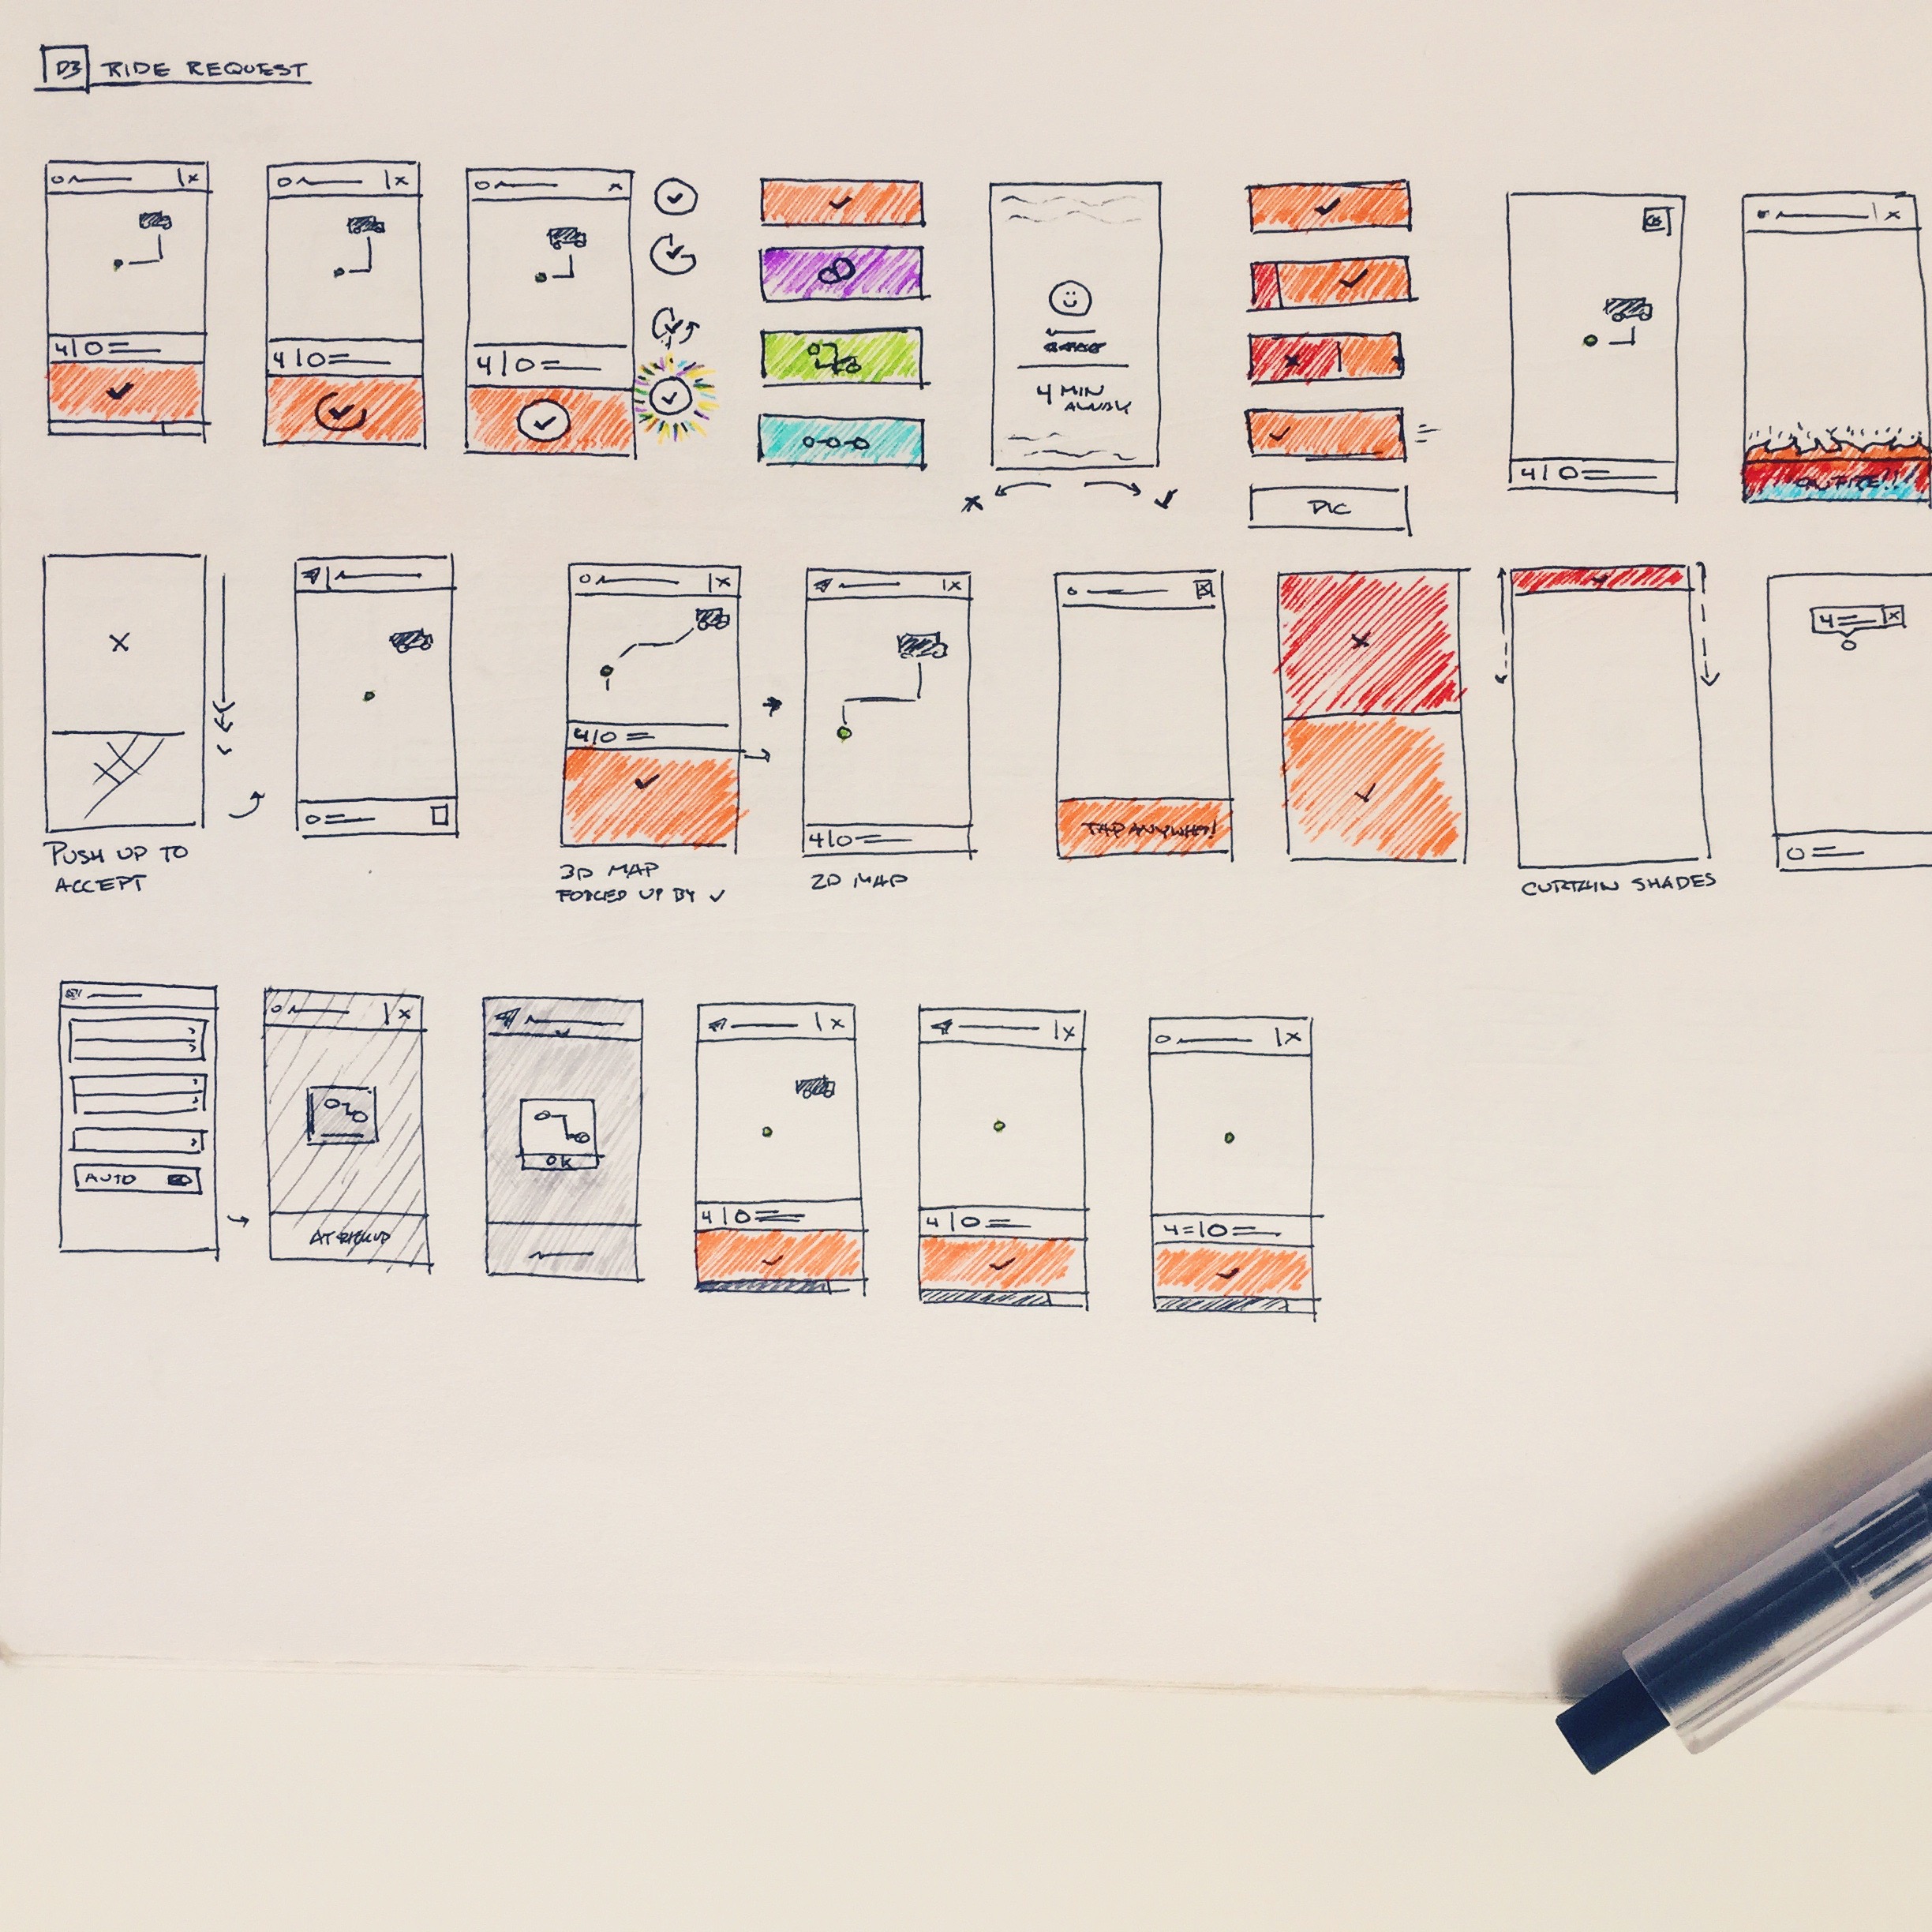 D3 RIDE REQUEST
4 | 0
4 | 0
4 | 0
4 MIN
AWAY
PIC
4 | 0
ON FIRE!!
PUSH UP TO
ACCEPT
4 | 0
3D MAP
FORCED UP BY ✓
4 | 0
2D MAP
TAP ANYWHR!
CURTAIN SHADES
4
AUTO
AT PICKUP
OK
4 | 0
4 | 0
4 = | 0